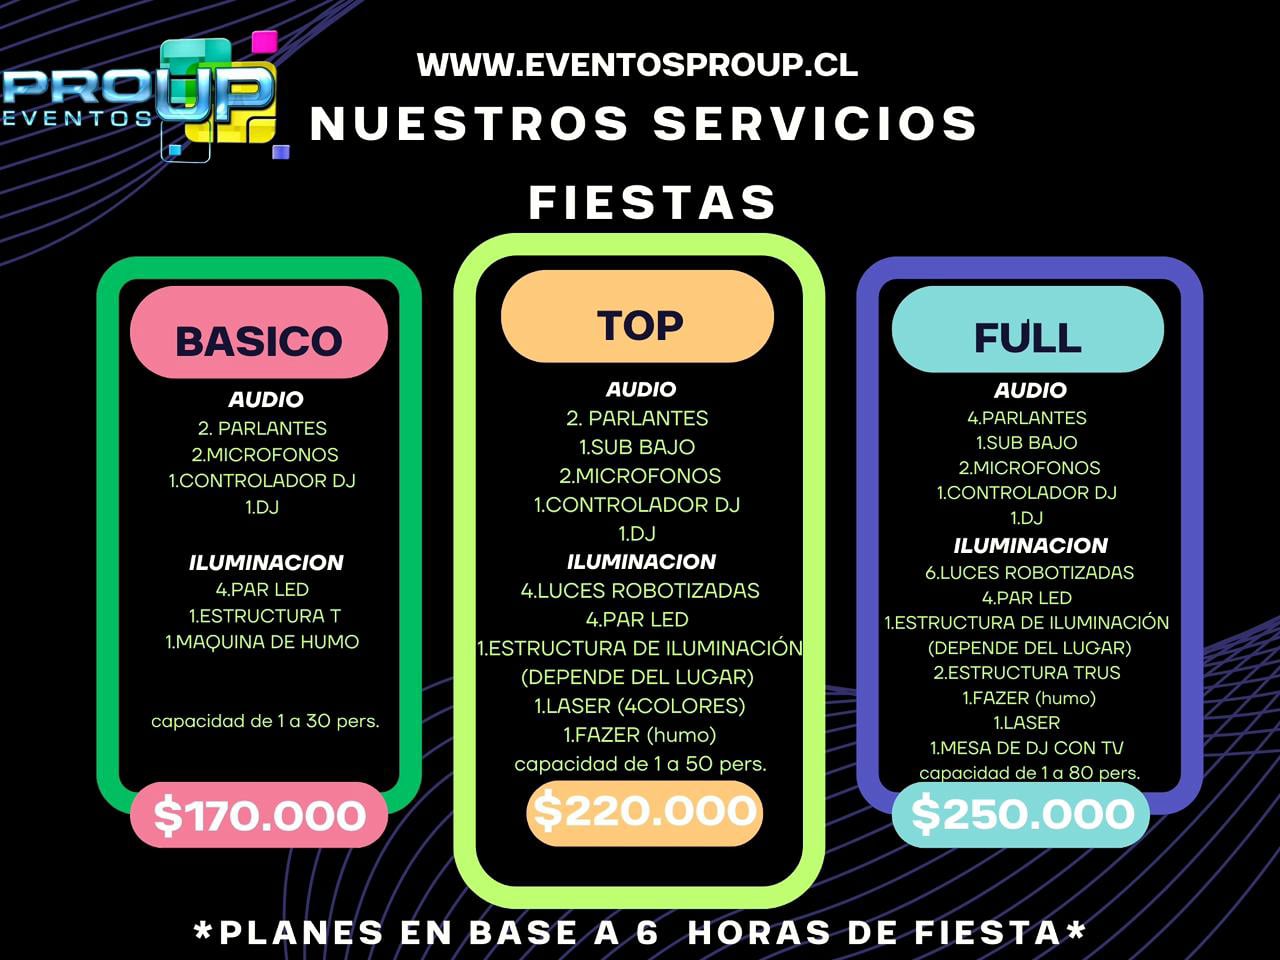 PROUP
EVENTOS
WWW.EVENTOSPROUP.CL
NUESTROS SERVICIOS
FIESTAS
BASICO
AUDIO
2. PARLANTES
2.MICROFONOS
1.CONTROLADOR DJ
1.DJ
ILUMINACION
4.PAR LED
1.ESTRUCTURA T
1.MAQUINA DE HUMO
capacidad de 1 a 30 pers.
$170.000
TOP
AUDIO
2. PARLANTES
1.SUB BAJO
2.MICROFONOS
1.CONTROLADOR DJ
1.DJ
ILUMINACION
4.LUCES ROBOTIZADAS
4.PAR LED
1.ESTRUCTURA DE ILUMINACIÓN
(DEPENDE DEL LUGAR)
1.LASER (4COLORES)
1.FAZER (humo)
capacidad de 1 a 50 pers.
$220.000
FULL
AUDIO
4.PARLANTES
1.SUB BAJO
2.MICROFONOS
1.CONTROLADOR DJ
1.DJ
ILUMINACION
6.LUCES ROBOTIZADAS
4.PAR LED
1.ESTRUCTURA DE ILUMINACIÓN
(DEPENDE DEL LUGAR)
2.ESTRUCTURA TRUS
1.FAZER (humo)
1.LASER
1.MESA DE DJ CON TV
capacidad de 1 a 80 pers.
$250.000
*PLANES EN BASE A 6 HORAS DE FIESTA*